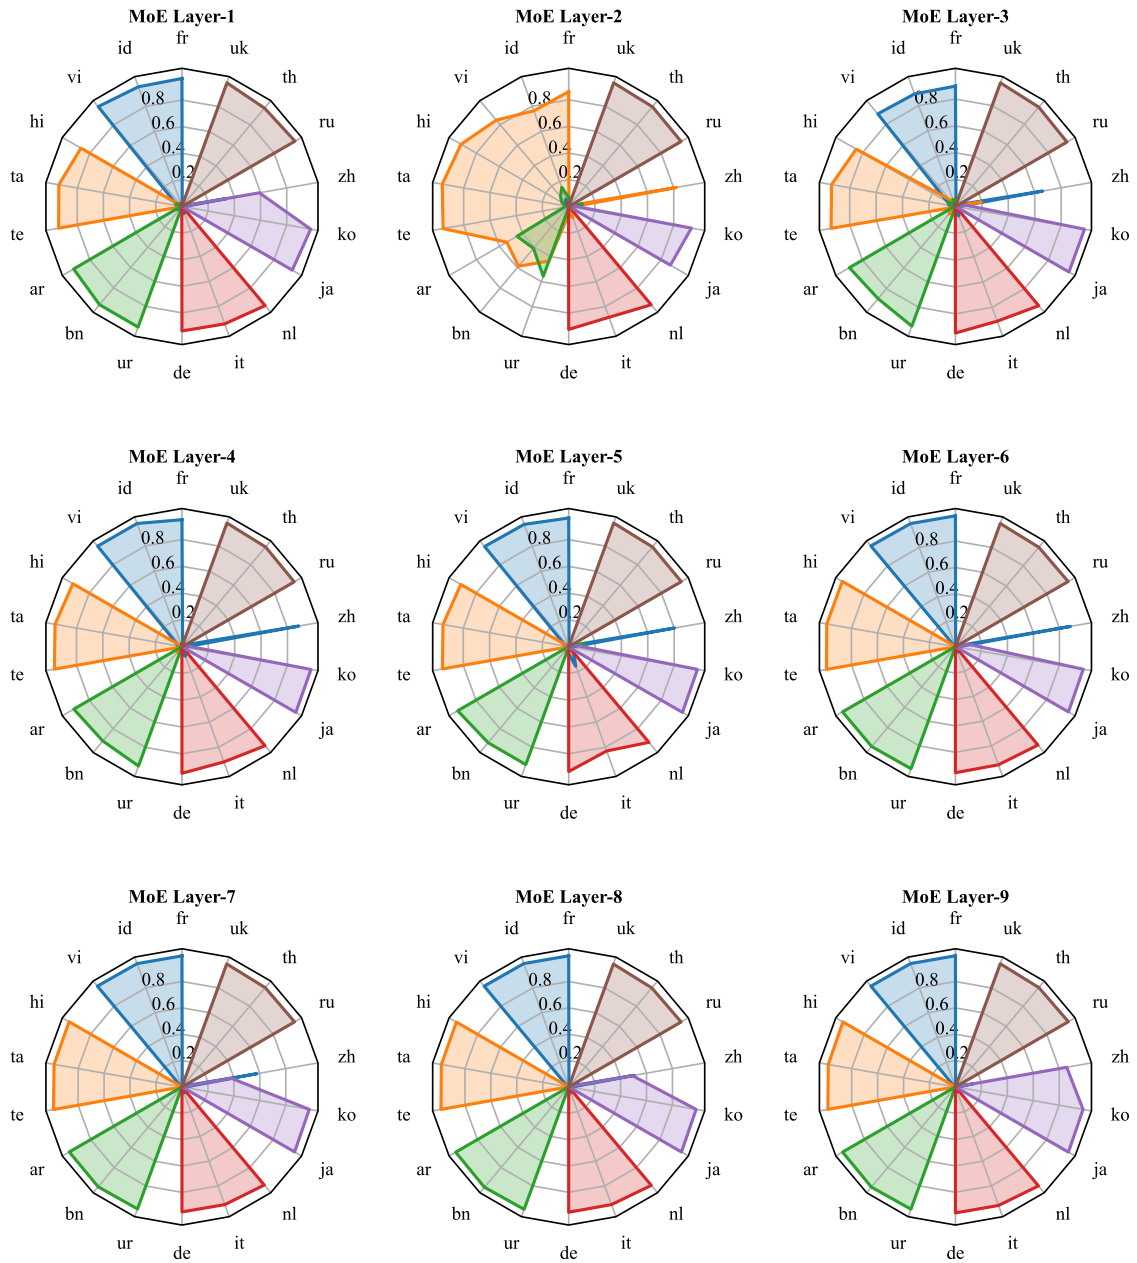 MoE Layer-1
fr
id
uk
vi
th
0.8
hi
0.6
ru
0.4
ta
0.2
zh
te
ko
ar
ja
bn
nl
ur
it
de
MoE Layer-2
fr
id
uk
vi
th
0.8
hi
0.6
ru
0.4
ta
0.2
zh
te
ko
ar
ja
bn
nl
ur
it
de
MoE Layer-3
fr
id
uk
vi
th
0.8
hi
0.6
ru
0.4
ta
0.2
zh
te
ko
ar
ja
bn
nl
ur
it
de
MoE Layer-4
fr
id
uk
vi
th
0.8
hi
0.6
ru
0.4
ta
0.2
zh
te
ko
ar
ja
bn
nl
ur
it
de
MoE Layer-5
fr
id
uk
vi
th
0.8
hi
0.6
ru
0.4
ta
0.2
zh
te
ko
ar
ja
bn
nl
ur
it
de
MoE Layer-6
fr
id
uk
vi
th
0.8
hi
0.6
ru
0.4
ta
0.2
zh
te
ko
ar
ja
bn
nl
ur
it
de
MoE Layer-7
fr
id
uk
vi
th
0.8
hi
0.6
ru
0.4
ta
0.2
zh
te
ko
ar
ja
bn
nl
ur
it
de
MoE Layer-8
fr
id
uk
vi
th
0.8
hi
0.6
ru
0.4
ta
0.2
zh
te
ko
ar
ja
bn
nl
ur
it
de
MoE Layer-9
fr
id
uk
vi
th
0.8
hi
0.6
ru
0.4
ta
0.2
zh
te
ko
ar
ja
bn
nl
ur
it
de